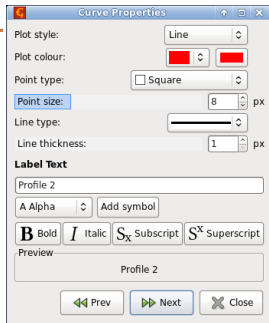 Curve Properties
Plot style: Line
Plot colour:
Point type: Square
Point size: 8 px
Line type:
Line thickness: 1 px
Label Text
Profile 2
A Alpha Add symbol
B Bold I Italic Sx Subscript Sx Superscript
Preview
Profile 2
Prev Next Close